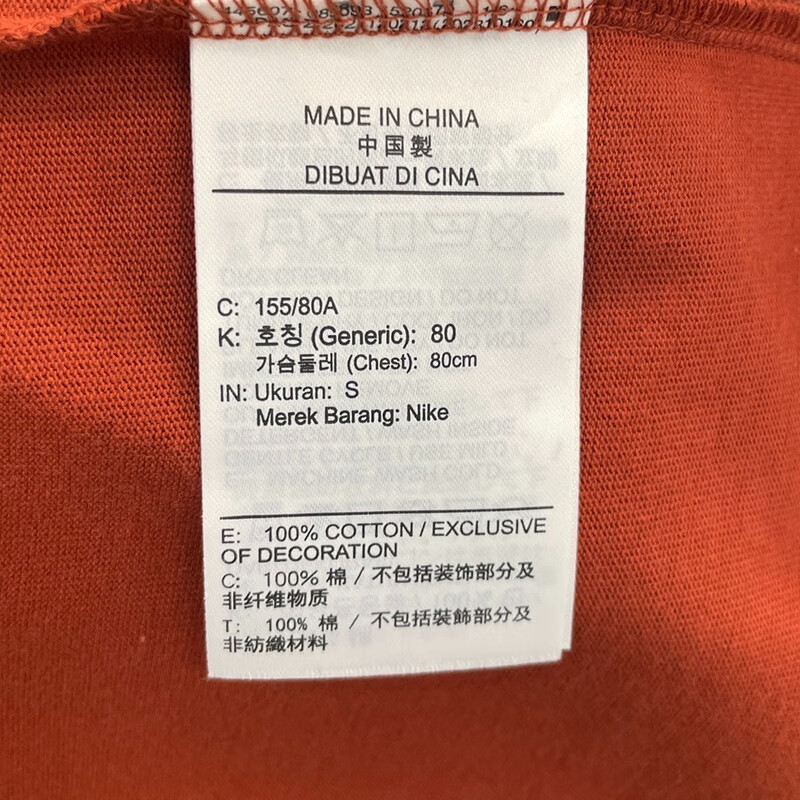 MADE IN CHINA
中国製
DIBUAT DI CINA
C: 155/80A
K: 호칭 (Generic): 80
가슴둘레 (Chest): 80cm
IN: Ukuran: S
Merek Barang: Nike
E: 100% COTTON / EXCLUSIVE
OF DECORATION
C: 100% 棉 / 不包括装饰部分及
非纤维物质
T: 100% 棉 / 不包括裝飾部分及
非紡織材料